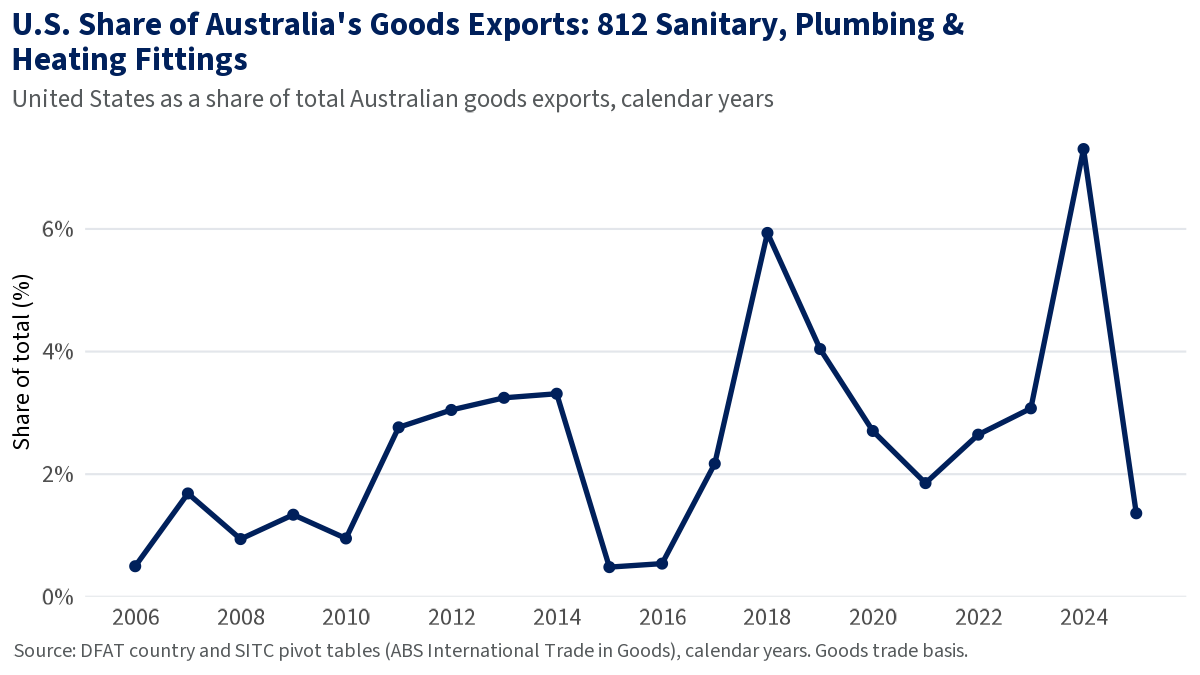 U.S. Share of Australia's Goods Exports: 812 Sanitary, Plumbing &
Heating Fittings
United States as a share of total Australian goods exports, calendar years
Share of total (%)
6%
4%
2%
0%
2006 2008 2010 2012 2014 2016 2018 2020 2022 2024
Source: DFAT country and SITC pivot tables (ABS International Trade in Goods), calendar years. Goods trade basis.